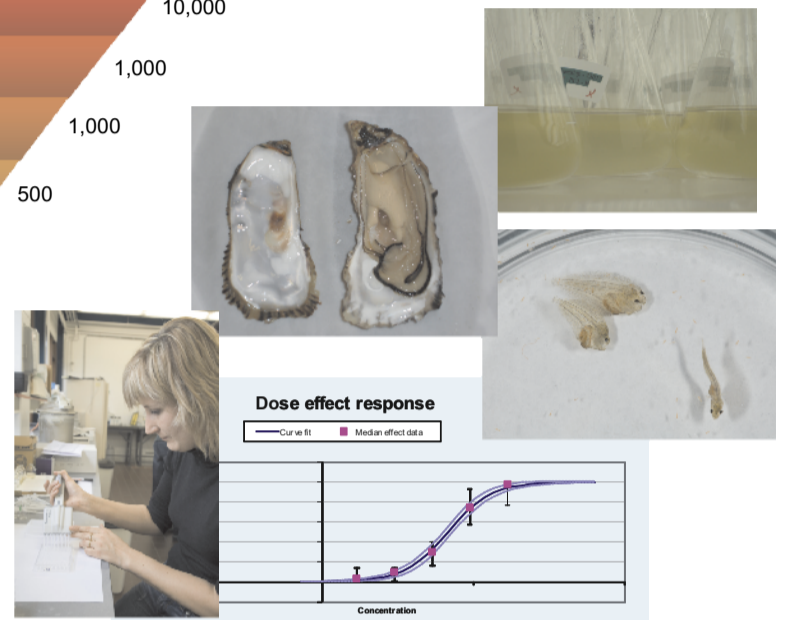 10,000
1,000
1,000
500
Dose effect response
Curve fit
Median effect data
Concentration